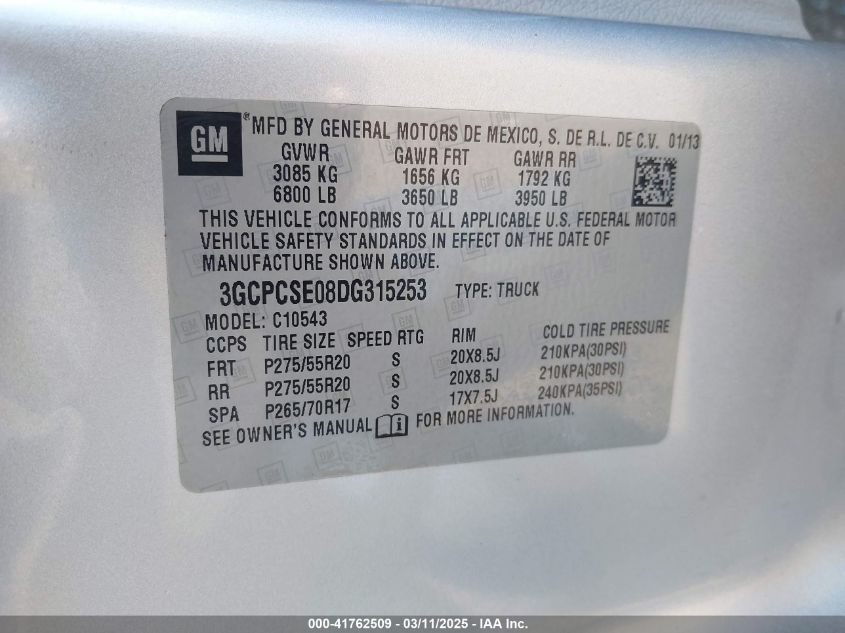 GM ® MFD BY GENERAL MOTORS DE MEXICO, S. DE R.L. DE C.V. 01/13
GVWR GAWR FRT GAWR RR
3085 KG 1656 KG 1792 KG
6800 LB 3650 LB 3950 LB
THIS VEHICLE CONFORMS TO ALL APPLICABLE U.S. FEDERAL MOTOR
VEHICLE SAFETY STANDARDS IN EFFECT ON THE DATE OF
MANUFACTURE SHOWN ABOVE.
3GCPCSE08DG315253 TYPE: TRUCK
MODEL: C10543
CCPS TIRE SIZE SPEED RTG RIM COLD TIRE PRESSURE
FRT P275/55R20 S 20X8.5J 210KPA(30PSI)
RR P275/55R20 S 20X8.5J 210KPA(30PSI)
SPA P265/70R17 S 17X7.5J 240KPA(35PSI)
SEE OWNER'S MANUAL i FOR MORE INFORMATION.
000-41762509 - 03/11/2025 - IAA Inc.